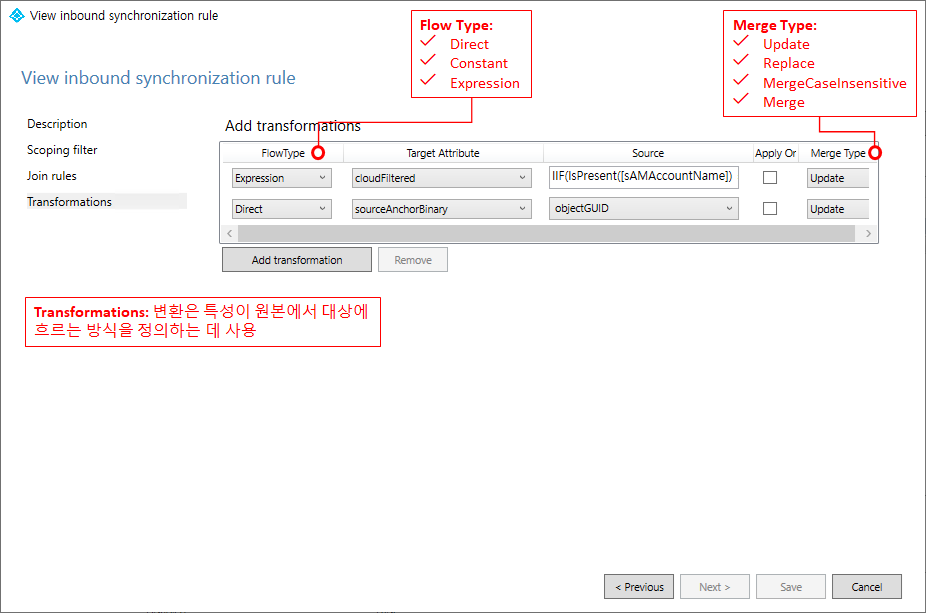 View inbound synchronization rule
Flow Type:
Direct
Constant
Expression
Merge Type:
Update
Replace
MergeCaseInsensitive
Merge
View inbound synchronization rule
Description
Scoping filter
Join rules
Transformations
Add transformations
FlowType Target Attribute Source Apply Or Merge Type
Expression cloudFiltered IIF(IsPresent([sAMAccountName]) Update
Direct sourceAnchorBinary objectGUID Update
Add transformation Remove
Transformations: 변환은 특성이 원본에서 대상에
흐르는 방식을 정의하는 데 사용
< Previous Next > Save Cancel